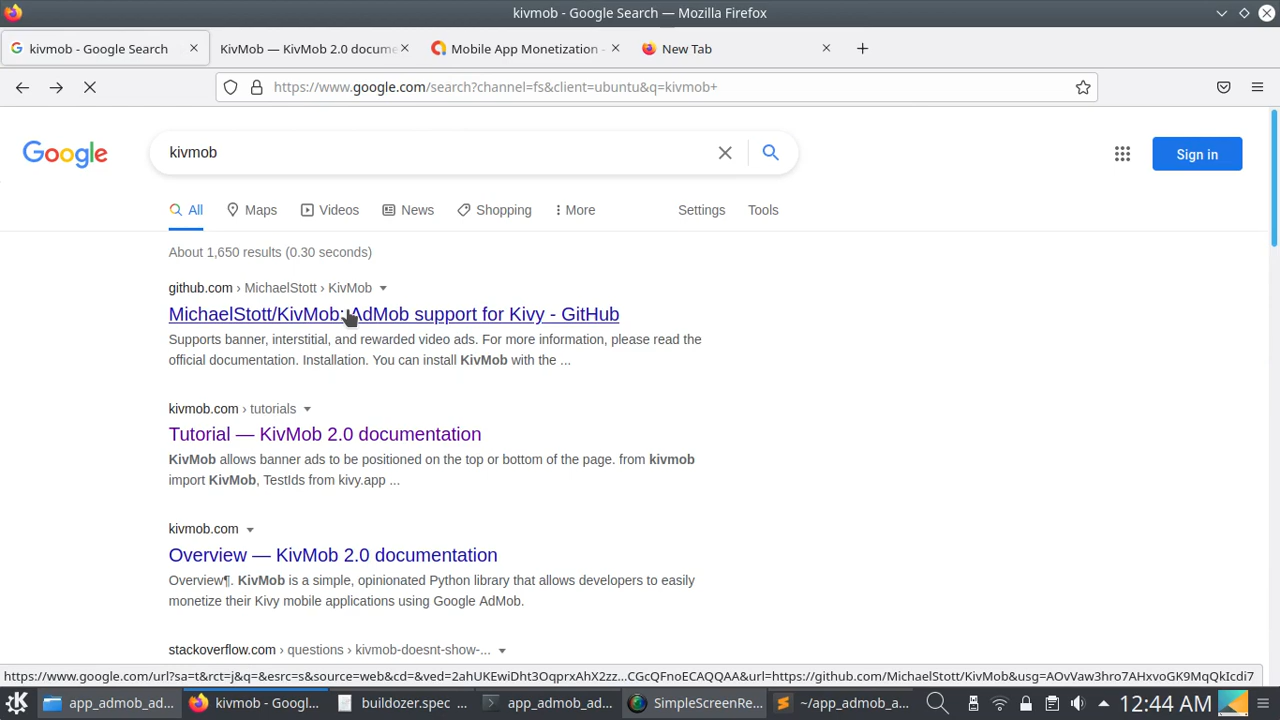 kivmob - Google Search — Mozilla Firefox
kivmob - Google Search
KivMob — KivMob 2.0 docume
Mobile App Monetization -
New Tab
https://www.google.com/search?channel=fs&client=ubuntu&q=kivmob+
Google
kivmob
Sign in
All
Maps
Videos
News
Shopping
More
Settings
Tools
About 1,650 results (0.30 seconds)
github.com › MichaelStott › KivMob
MichaelStott/KivMob: AdMob support for Kivy - GitHub
Supports banner, interstitial, and rewarded video ads. For more information, please read the
official documentation. Installation. You can install KivMob with the ...
kivmob.com › tutorials
Tutorial — KivMob 2.0 documentation
KivMob allows banner ads to be positioned on the top or bottom of the page. from kivmob
import KivMob, TestIds from kivy.app ...
kivmob.com
Overview — KivMob 2.0 documentation
Overview¶. KivMob is a simple, opinionated Python library that allows developers to easily
monetize their Kivy mobile applications using Google AdMob.
stackoverflow.com › questions › kivmob-doesnt-show-...
https://www.google.com/url?sa=t&rct=j&q=&esrc=s&source=web&cd=&ved=2ahUKEwiDht3OqprxAhX2zz…CGcQFnoECAQQAA&url=https://github.com/MichaelStott/KivMob&usg=AOvVaw3hro7AHxvoGK9MqQkIcdi7
app_admob_ad...
kivmob - Googl...
buildozer.spec ...
app_admob_ad...
SimpleScreenRe...
~/app_admob_a...
12:44 AM